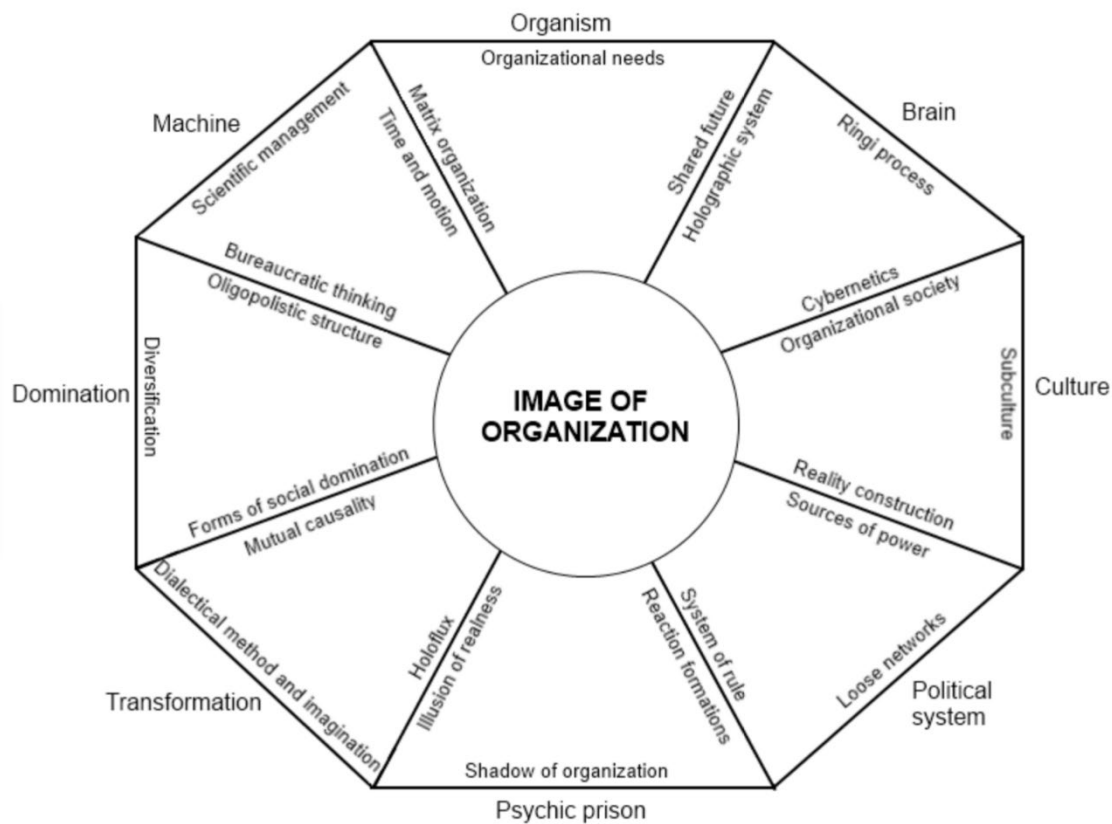 Organism
Organizational needs
Machine
Scientific management
Matrix organization
Time and motion
Shared future
Holographic system
Brain
Ringi process
Bureaucratic thinking
Oligopolistic structure
Cybernetics
Organizational society
Domination
Diversification
IMAGE OF
ORGANIZATION
Subculture
Culture
Forms of social domination
Mutual causality
Reality construction
Sources of power
Dialectical method and imagination
Transformation
Holoflux
Illusion of realness
System of rule
Reaction formations
Loose networks
Political
system
Shadow of organization
Psychic prison